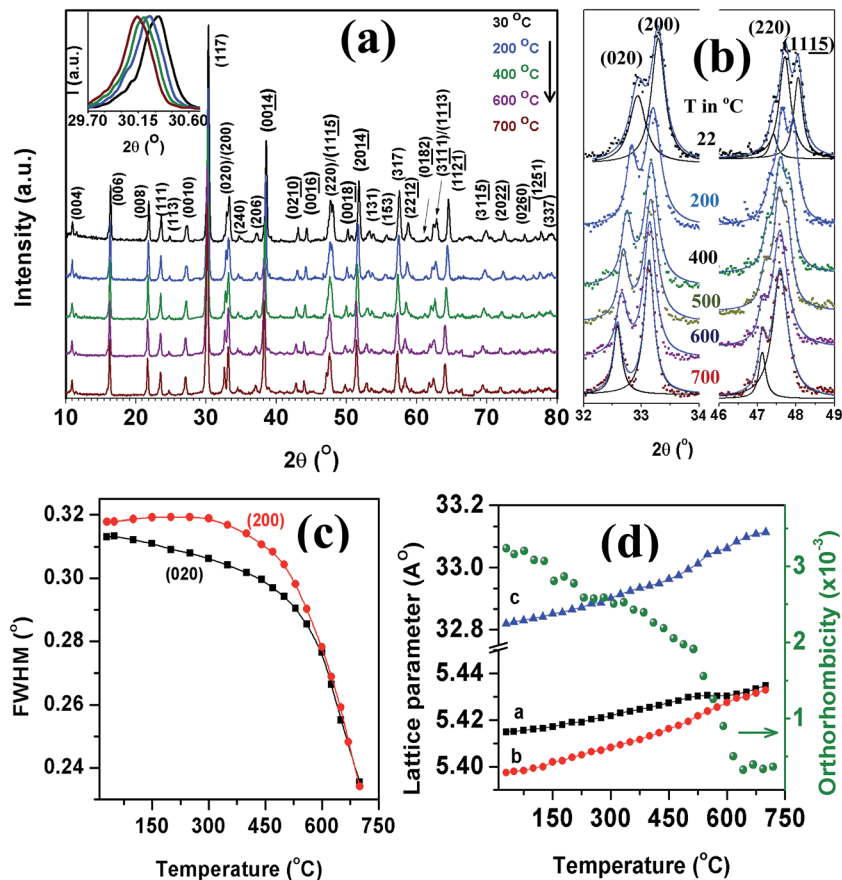 (a)
30 °C
200 °C
400 °C
600 °C
700 °C
I (a.u.)
29.70 30.15 30.60
2θ (°)
(004)
(006)
(008)
(111)
(113)
(0010)
(117)
(020)/(200)
(240)
(206)
(0014)
(0210)
(0016)
(220)/(1115)
(0018)
(2014)
(131)
(153)
(317)
(2212)
(0182)
(3111)/(1113)
(1121)
(3115)
(2022)
(0260)
(1251)
(337)
Intensity (a.u.)
10 20 30 40 50 60 70 80
2θ (°)
(b)
(020)
(200)
(220)
(1115)
T in °C
22
200
400
500
600
700
32 33 34 46 47 48 49
2θ (°)
(c)
(200)
(020)
0.32
0.30
0.28
0.26
0.24
FWHM (°)
150 300 450 600 750
Temperature (°C)
(d)
33.2
33.0
32.8
5.44
5.42
5.40
Lattice parameter (A°)
c
a
b
3
2
1
Orthorhombicity (x10⁻³)
150 300 450 600 750
Temperature (°C)